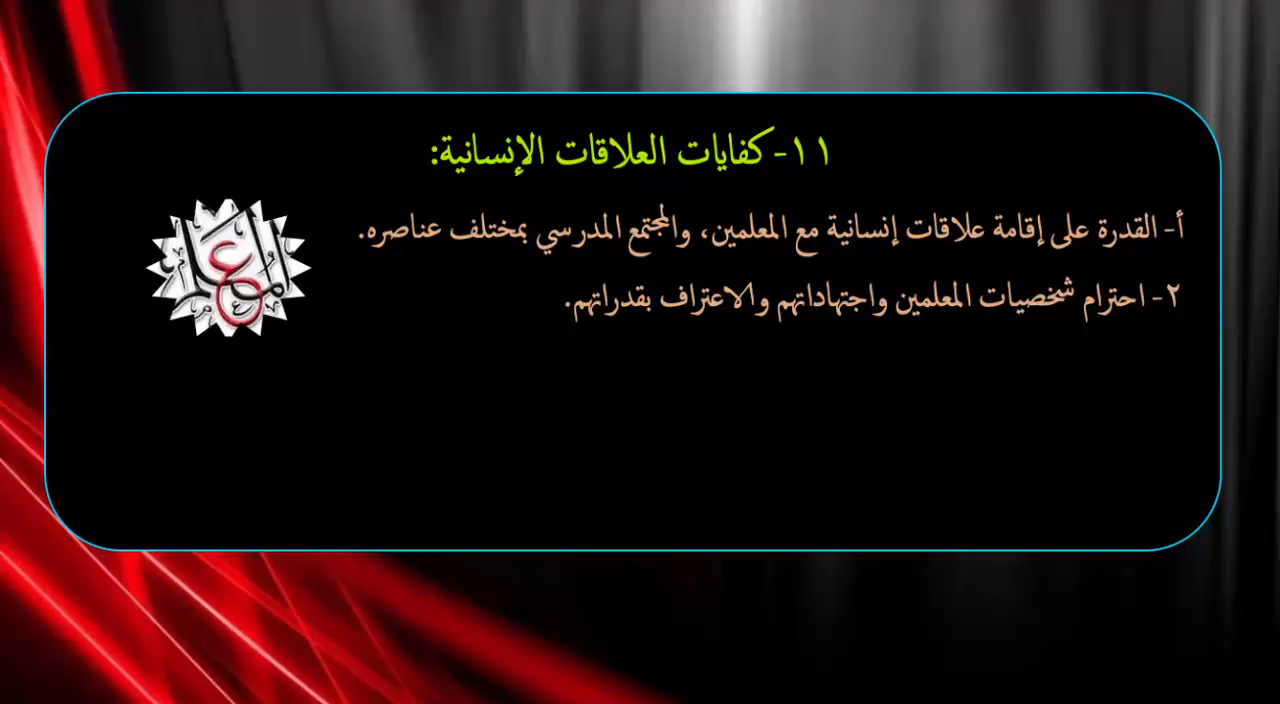 ١١- كفايات العلاقات الإنسانية:
أ- القدرة على إقامة علاقات إنسانية مع المعلمين، والمجتمع المدرسي بمختلف عناصره.
٢- احترام شخصيات المعلمين واجتهاداتهم والاعتراف بقدراتهم.
المعلم